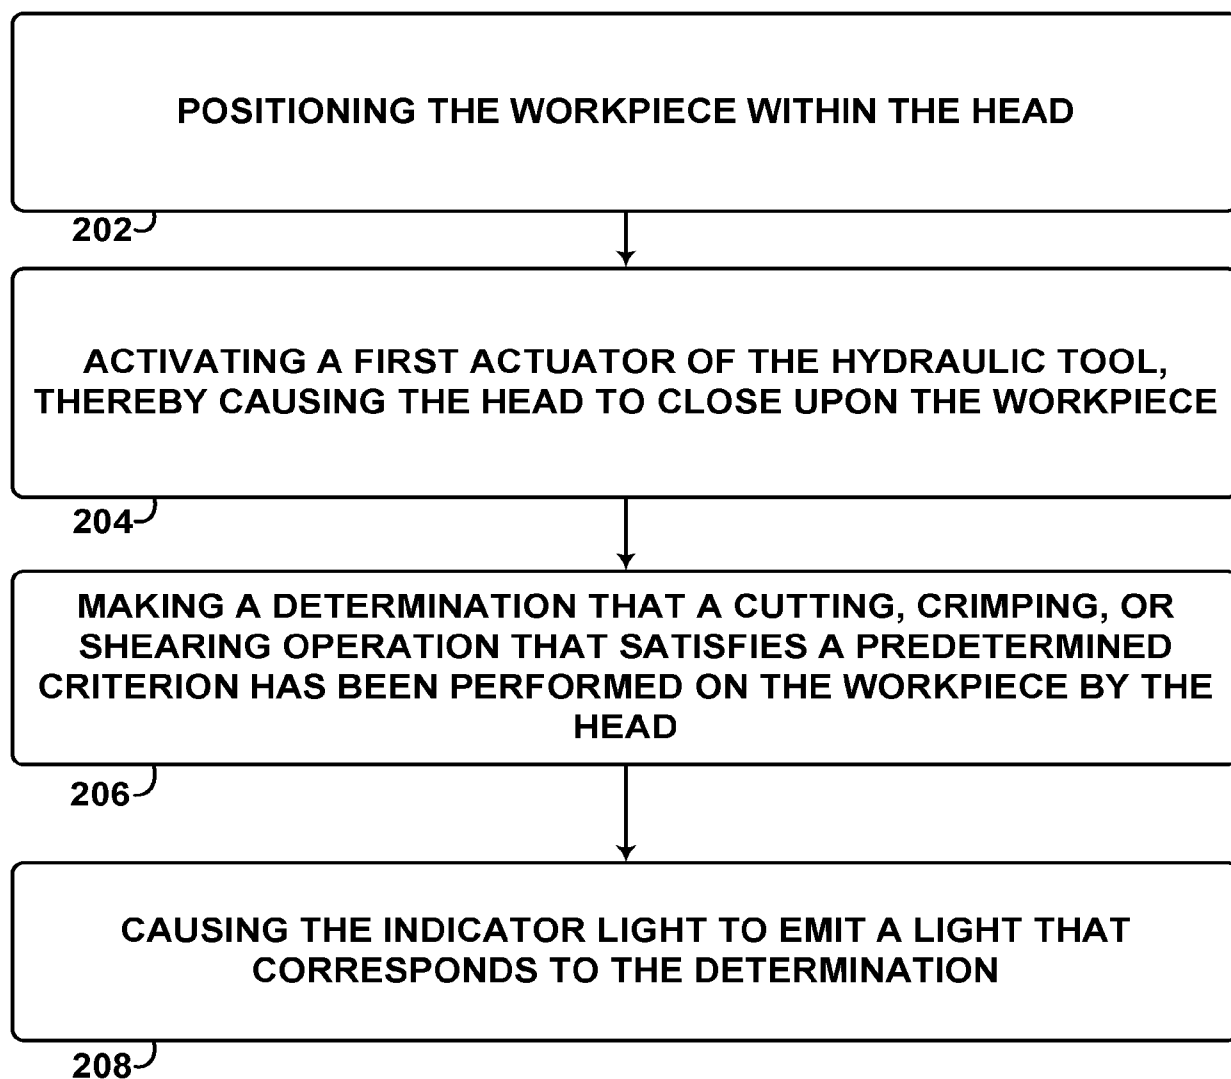 POSITIONING THE WORKPIECE WITHIN THE HEAD
202
ACTIVATING A FIRST ACTUATOR OF THE HYDRAULIC TOOL,
THEREBY CAUSING THE HEAD TO CLOSE UPON THE WORKPIECE
204
MAKING A DETERMINATION THAT A CUTTING, CRIMPING, OR
SHEARING OPERATION THAT SATISFIES A PREDETERMINED
CRITERION HAS BEEN PERFORMED ON THE WORKPIECE BY THE
HEAD
206
CAUSING THE INDICATOR LIGHT TO EMIT A LIGHT THAT
CORRESPONDS TO THE DETERMINATION
208